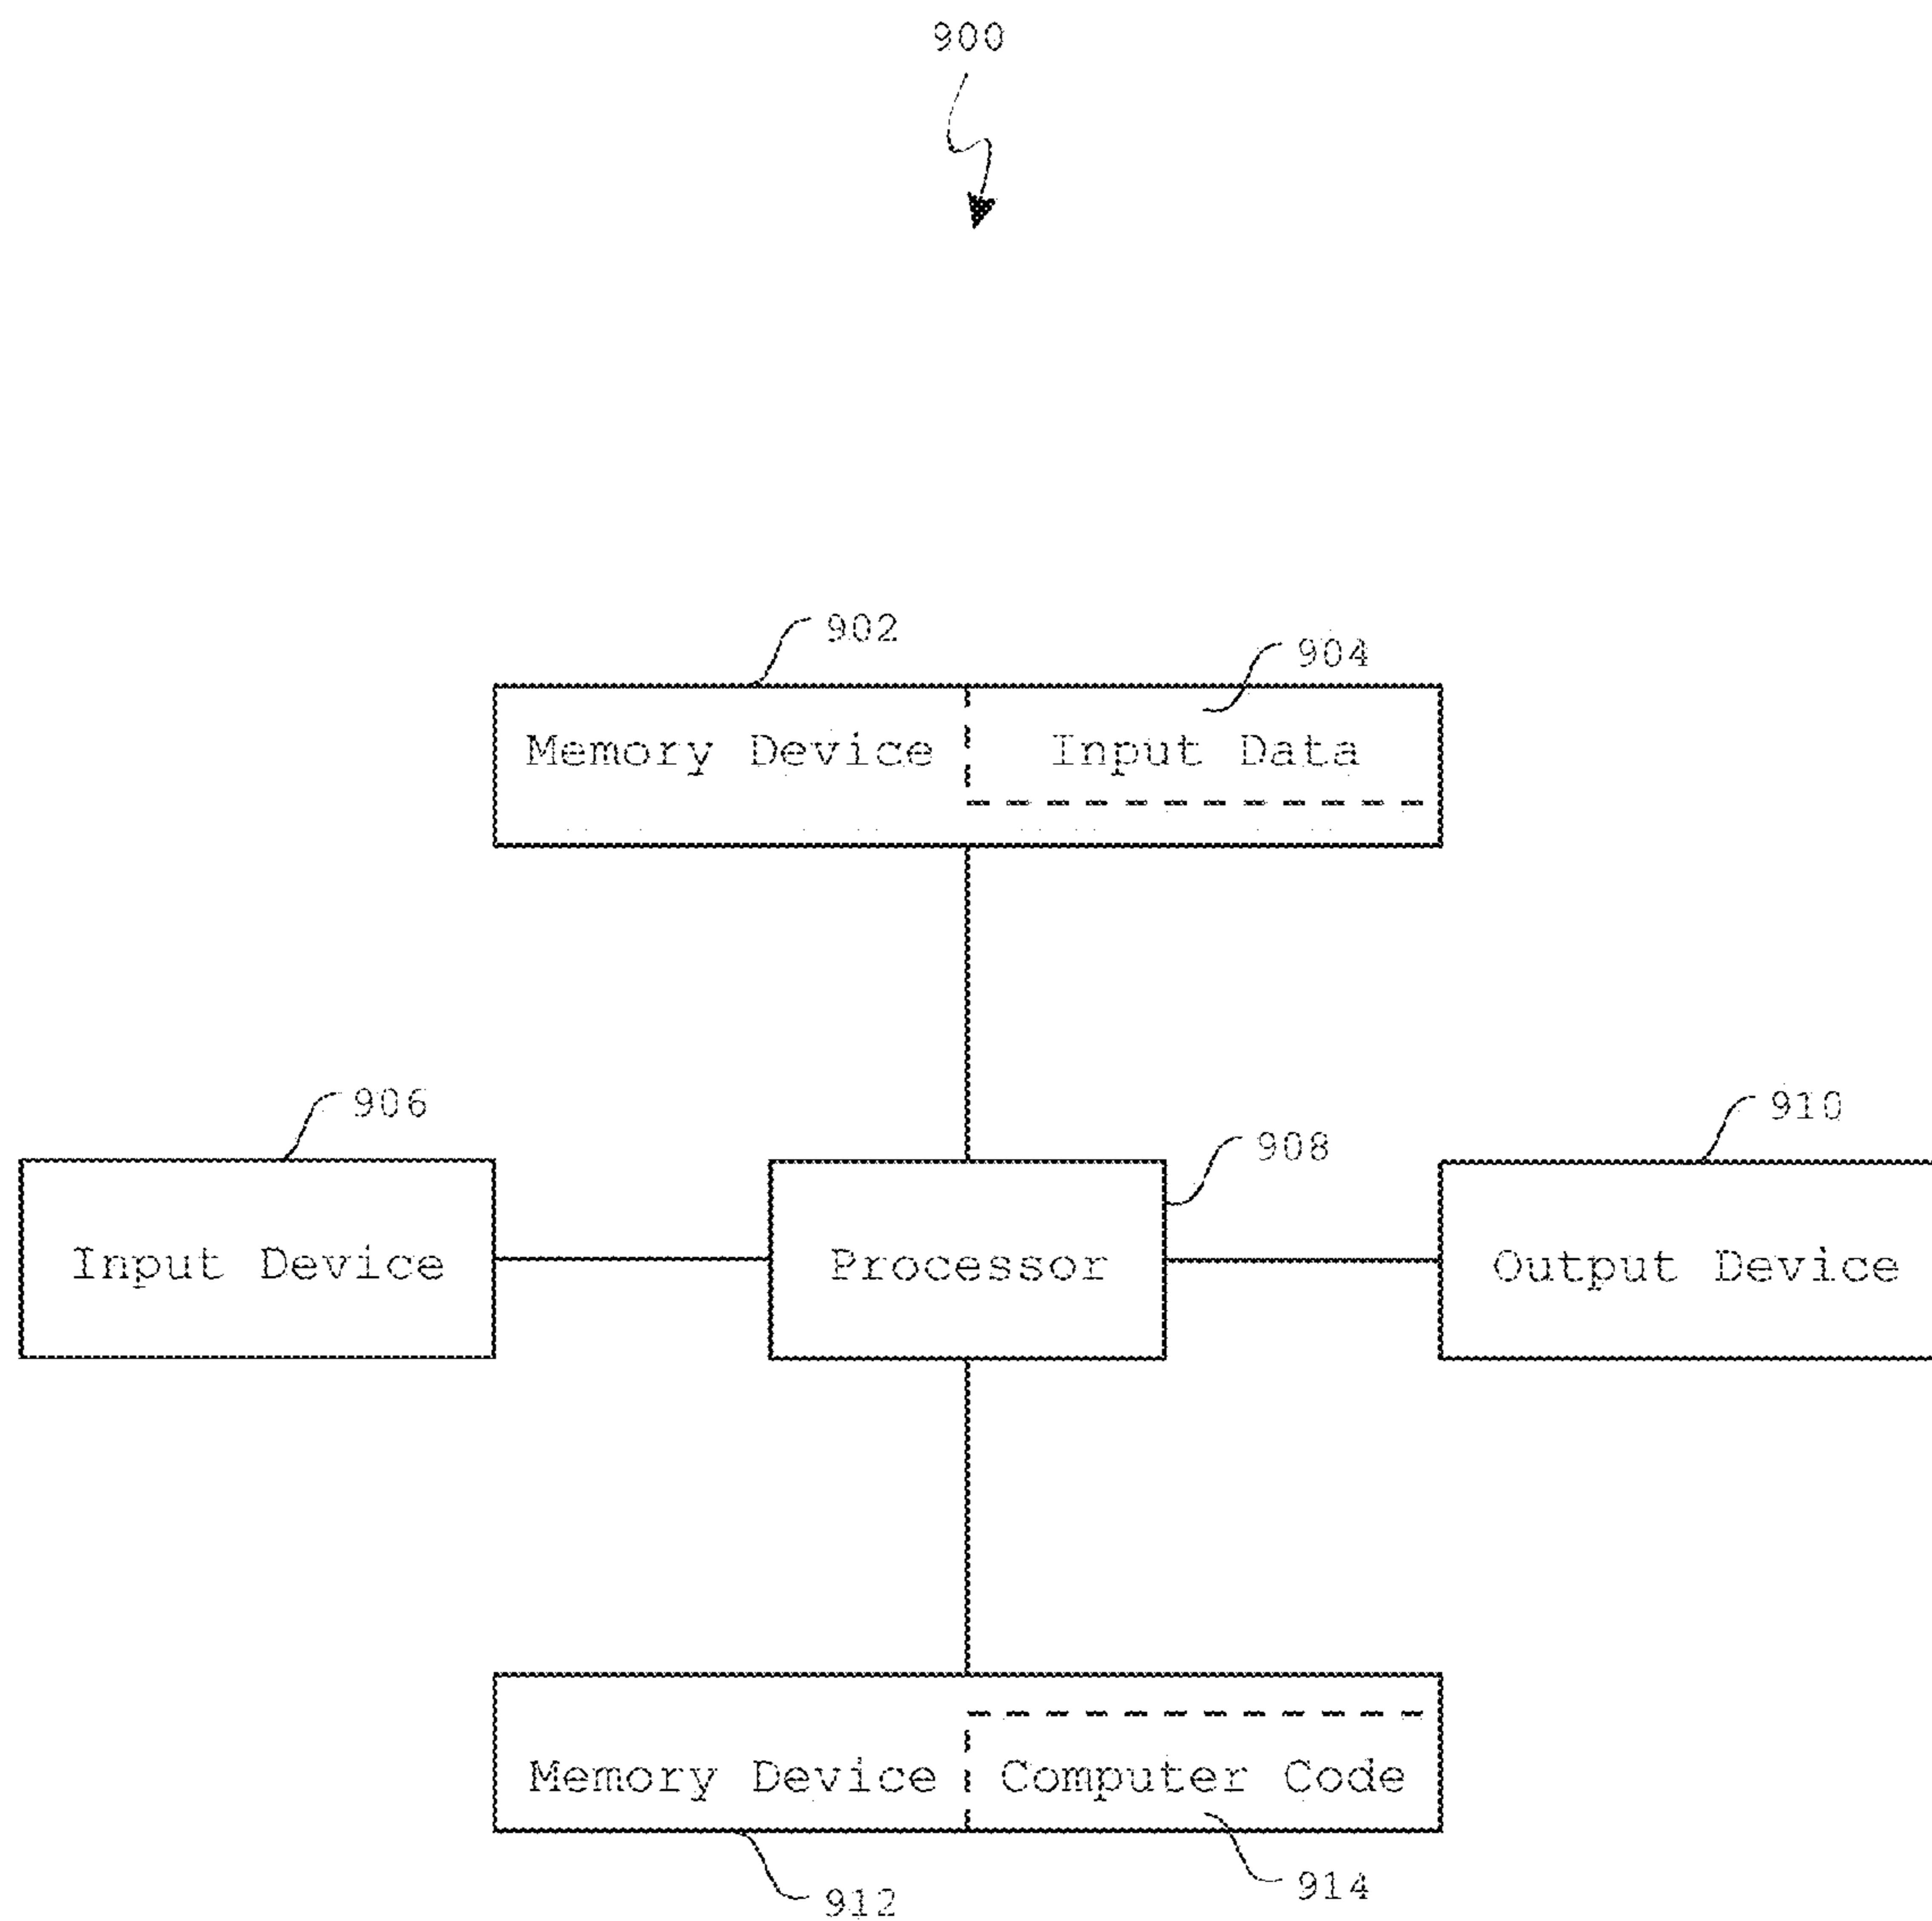 900
902
904
Memory Device
Input Data
906
908
910
Input Device
Processor
Output Device
Memory Device
Computer Code
912
914